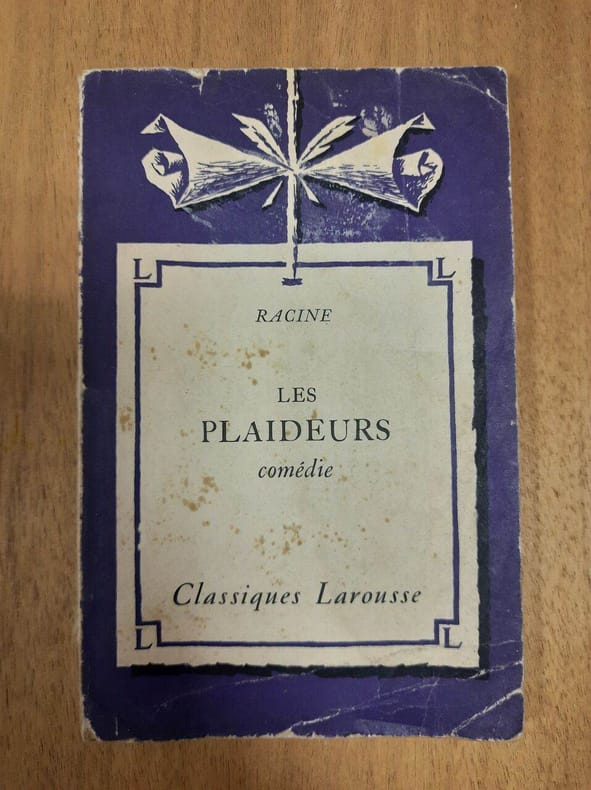 L L
RACINE
LES
PLAIDEURS
comédie
Classiques Larousse
L L